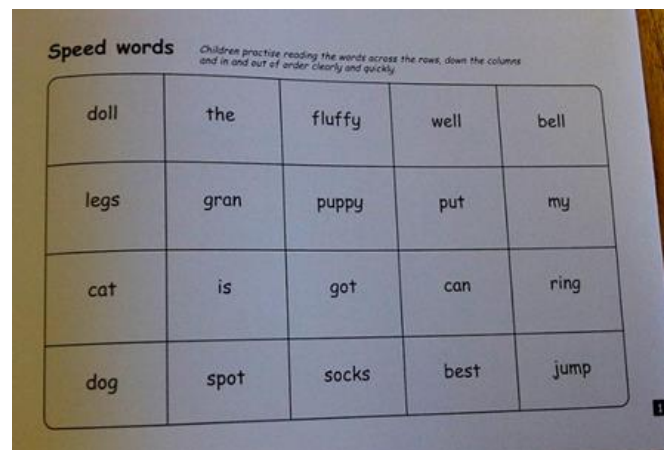 Speed words
Children practise reading the words across the rows, down the columns
and in and out of order clearly and quickly.
doll the fluffy well bell
legs gran puppy put my
cat is got can ring
dog spot socks best jump